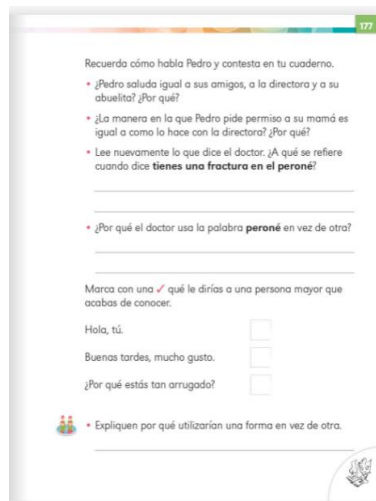 177
Recuerda cómo habla Pedro y contesta en tu cuaderno.
• ¿Pedro saluda igual a sus amigos, a la directora y a su
abuelita? ¿Por qué?
• ¿La manera en la que Pedro pide permiso a su mamá es
igual a como lo hace con la directora? ¿Por qué?
• Lee nuevamente lo que dice el doctor. ¿A qué se refiere
cuando dice tienes una fractura en el peroné?
• ¿Por qué el doctor usa la palabra peroné en vez de otra?
Marca con una ✓ qué le dirías a una persona mayor que
acabas de conocer.
Hola, tú.
Buenas tardes, mucho gusto.
¿Por qué estás tan arrugado?
• Expliquen por qué utilizarían una forma en vez de otra.